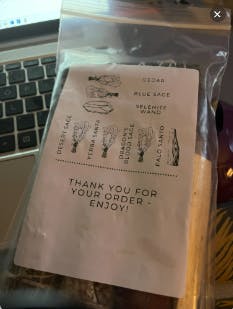 CEDAR
BLUE SAGE
SELENITE
WAND
DESERT SAGE
YERBA SANTA
DRAGONS
BLOOD SAGE
PALO SANTO
THANK YOU FOR
YOUR ORDER -
ENJOY!